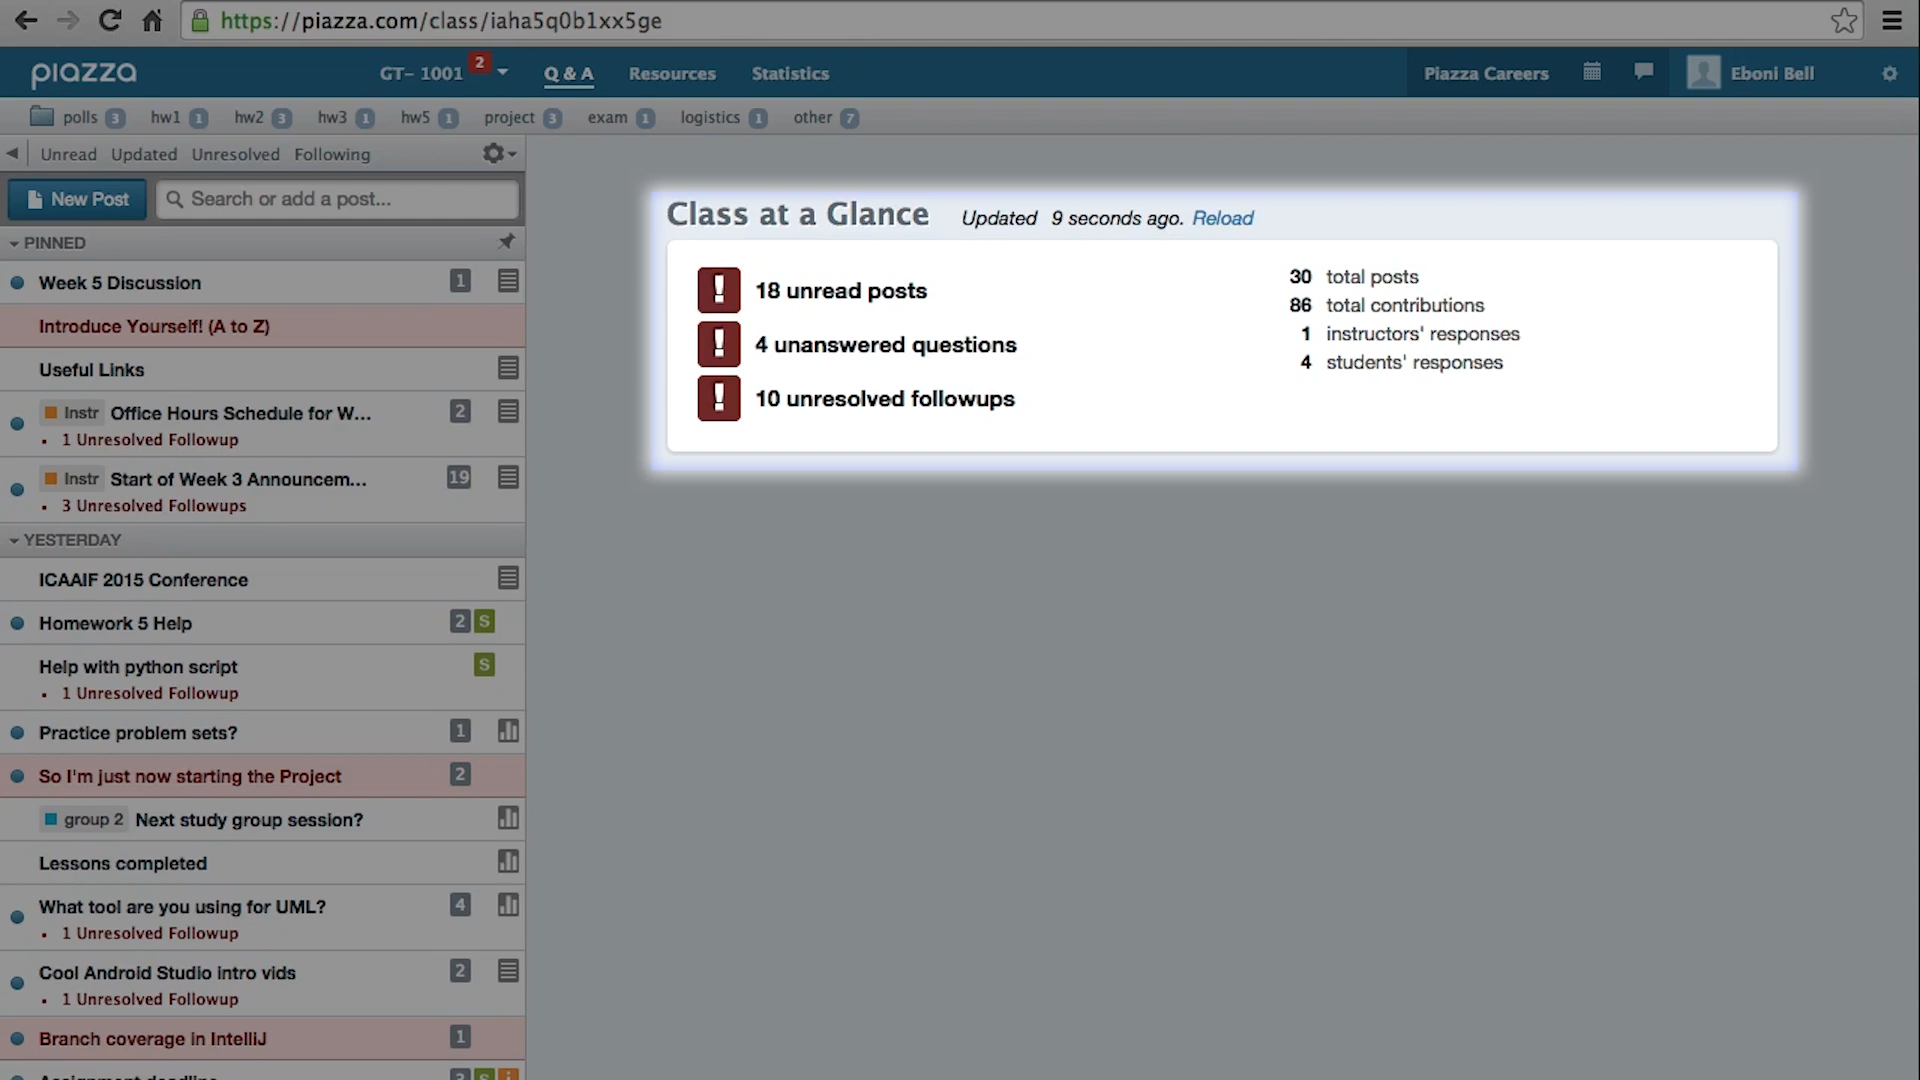 https://piazza.com/class/iaha5q0b1xx5ge
piazza GT- 1001 2 Q & A Resources Statistics Piazza Careers Eboni Bell
polls 3 hw1 1 hw2 3 hw3 1 hw5 1 project 3 exam 1 logistics 1 other 7
Unread Updated Unresolved Following
New Post Search or add a post...
PINNED
Week 5 Discussion 1
Introduce Yourself! (A to Z)
Useful Links
Instr Office Hours Schedule for W... 2
1 Unresolved Followup
Instr Start of Week 3 Announcem... 19
3 Unresolved Followups
YESTERDAY
ICAAIF 2015 Conference
Homework 5 Help 2 S
Help with python script S
1 Unresolved Followup
Practice problem sets? 1
So I'm just now starting the Project 2
group 2 Next study group session?
Lessons completed
What tool are you using for UML? 4
1 Unresolved Followup
Cool Android Studio intro vids 2
1 Unresolved Followup
Branch coverage in IntelliJ 1
Class at a Glance Updated 9 seconds ago. Reload
! 18 unread posts
! 4 unanswered questions
! 10 unresolved followups
30 total posts
86 total contributions
1 instructors' responses
4 students' responses